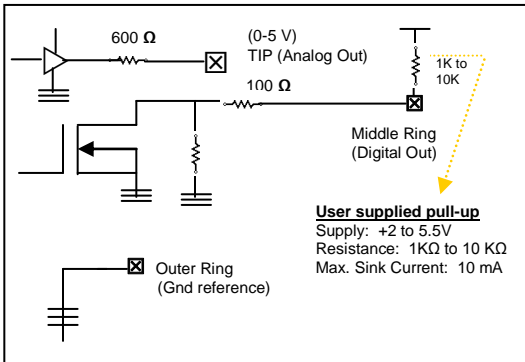 600 Ω
(0-5 V)
TIP (Analog Out)
100 Ω
1K to
10K
Middle Ring
(Digital Out)
User supplied pull-up
Supply: +2 to 5.5V
Resistance: 1KΩ to 10 KΩ
Max. Sink Current: 10 mA
Outer Ring
(Gnd reference)